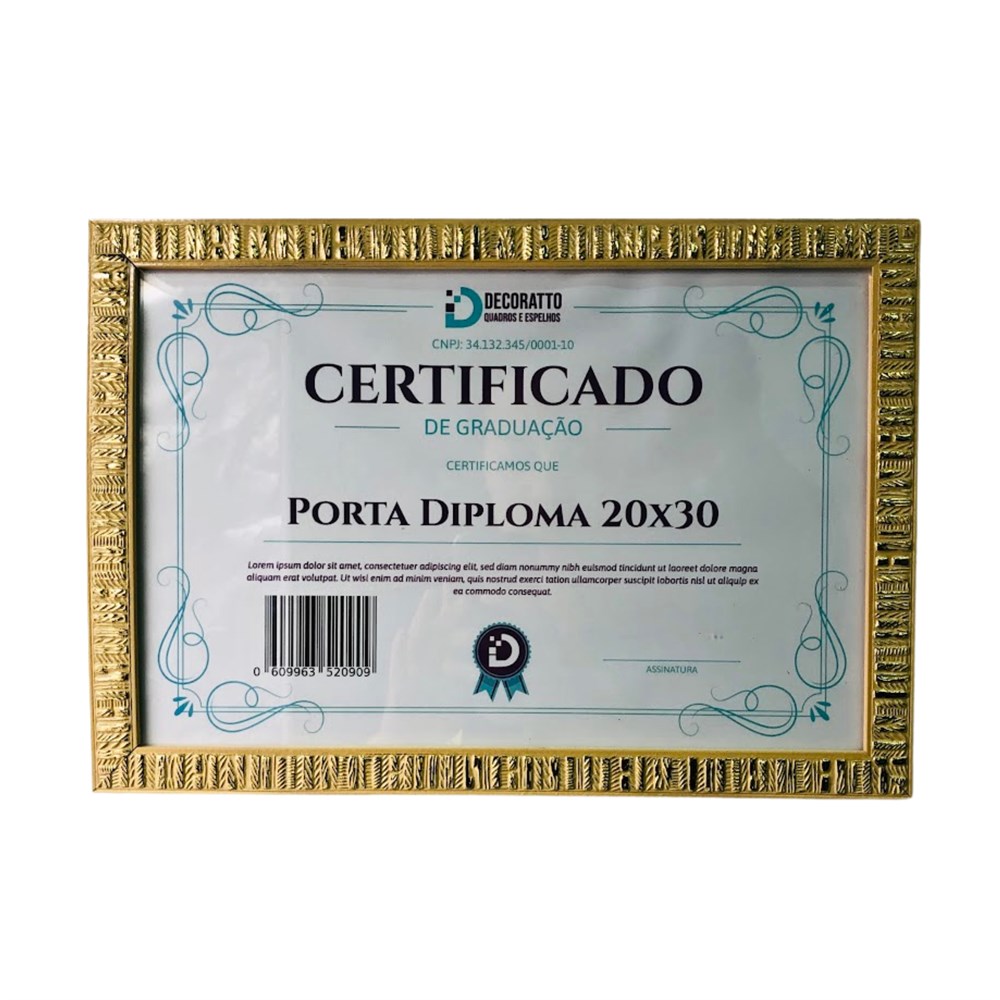 DECORATTO
QUADROS E ESPELHOS
CNPJ: 34.132.345/0001-10
CERTIFICADO
DE GRADUAÇÃO
CERTIFICAMOS QUE
PORTA DIPLOMA 20X30
Lorem ipsum dolor sit amet, consectetuer adipiscing elit, sed diam nonummy nibh euismod tincidunt ut laoreet dolore magna
aliquam erat volutpat. Ut wisi enim ad minim veniam, quis nostrud exerci tation ullamcorper suscipit lobortis nisl ut aliquip ex
ea commodo consequat.
0 609963 520909
ASSINATURA